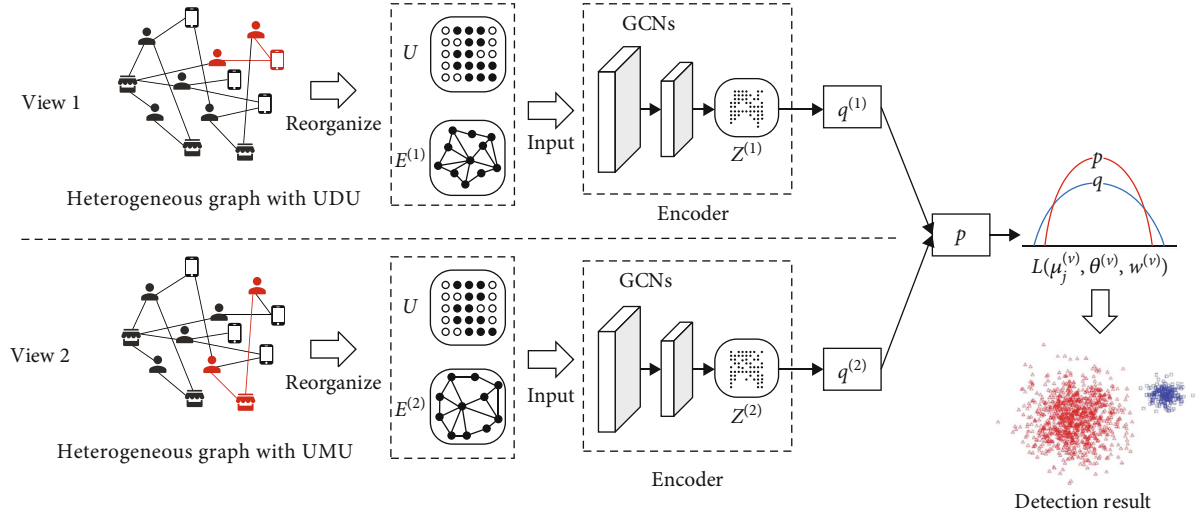 View 1
Heterogeneous graph with UDU
Reorganize
U
E^(1)
Input
GCNs
Z^(1)
Encoder
q^(1)
View 2
Heterogeneous graph with UMU
Reorganize
U
E^(2)
Input
GCNs
Z^(2)
Encoder
q^(2)
p
p
q
L(μ_j^(v), θ^(v), w^(v))
Detection result